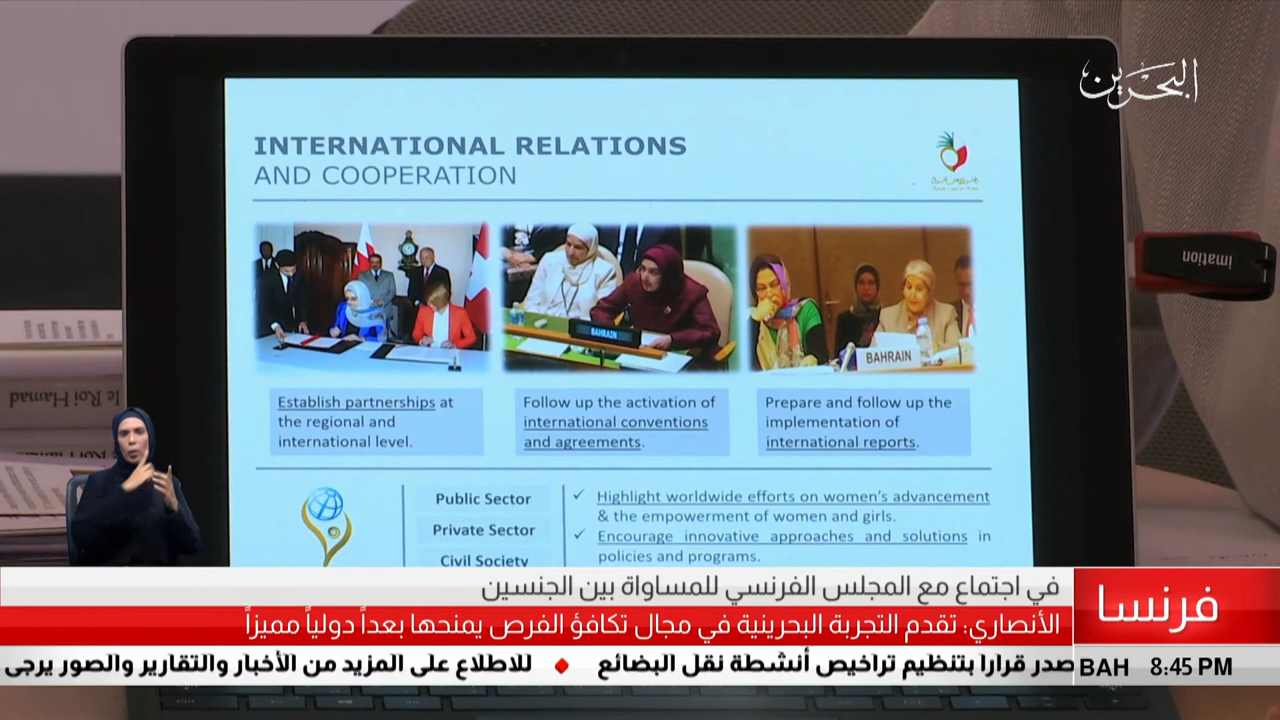 البحرين
INTERNATIONAL RELATIONS
AND COOPERATION
imation
BAHRAIN
BAHRAIN
Establish partnerships at
the regional and
international level.
Follow up the activation of
international conventions
and agreements.
Prepare and follow up the
implementation of
international reports.
le Roi Hamad
Public Sector
Private Sector
Civil Society
✓ Highlight worldwide efforts on women's advancement
& the empowerment of women and girls.
✓ Encourage innovative approaches and solutions in
policies and programs.
فرنسا
في اجتماع مع المجلس الفرنسي للمساواة بين الجنسين
الأنصاري: تقدم التجربة البحرينية في مجال تكافؤ الفرص يمنحها بعداً دولياً مميزاً
BAH 8:45 PM
صدر قرارا بتنظيم تراخيص أنشطة نقل البضائع ♦ للاطلاع على المزيد من الأخبار والتقارير والصور يرجى